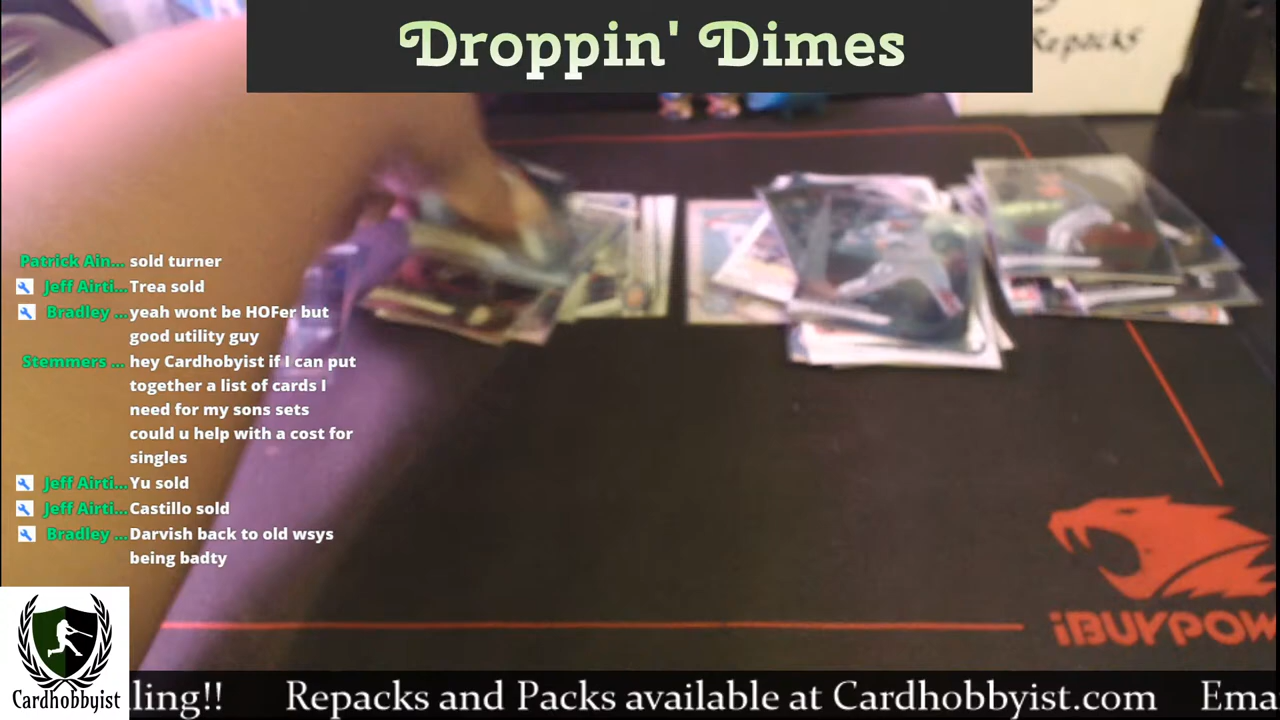 Droppin' Dimes
Repacks
Patrick Ain... sold turner
Jeff Airti... Trea sold
Bradley ... yeah wont be HOFer but
good utility guy
Stemmers ... hey Cardhobyist if I can put
together a list of cards I
need for my sons sets
could u help with a cost for
singles
Jeff Airti... Yu sold
Jeff Airti... Castillo sold
Bradley ... Darvish back to old wsys
being badty
iBUYPOW
Cardhobbyist
ling!! Repacks and Packs available at Cardhobbyist.com Ema